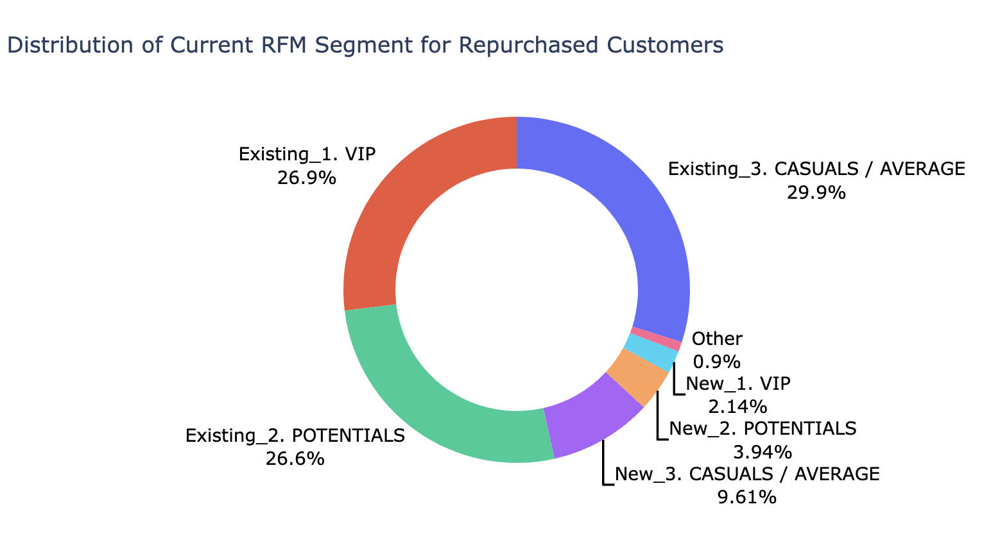 Distribution of Current RFM Segment for Repurchased Customers
Existing_1. VIP
26.9%
Existing_3. CASUALS / AVERAGE
29.9%
Other
0.9%
New_1. VIP
2.14%
New_2. POTENTIALS
3.94%
Existing_2. POTENTIALS
26.6%
New_3. CASUALS / AVERAGE
9.61%